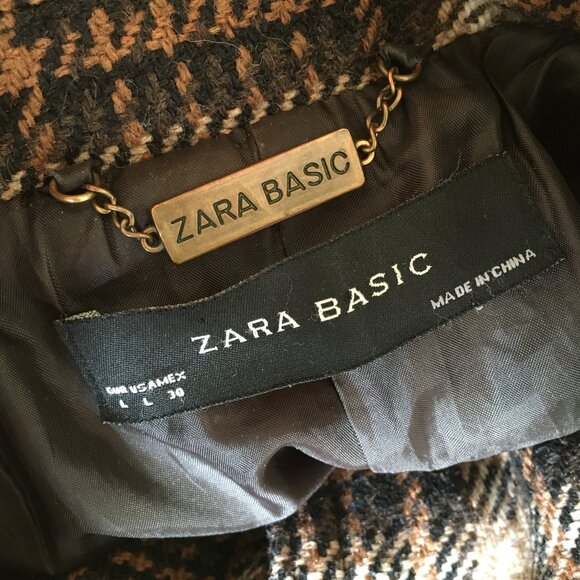 ZARA BASIC
ZARA BASIC
MADE IN CHINA
EUR USA MEX
L L 30